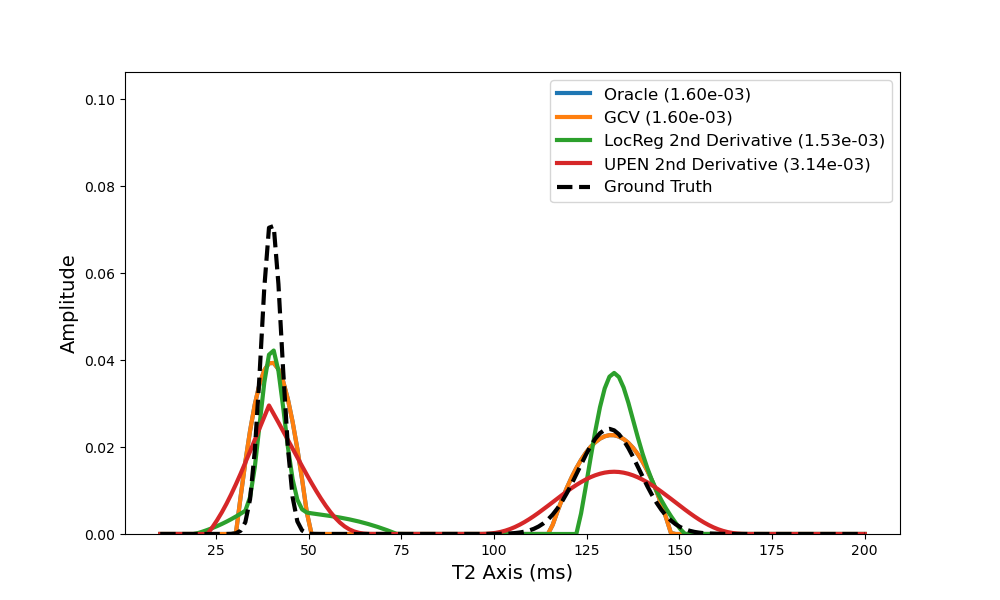 Oracle (1.60e-03)
GCV (1.60e-03)
LocReg 2nd Derivative (1.53e-03)
UPEN 2nd Derivative (3.14e-03)
Ground Truth
Amplitude
0.10
0.08
0.06
0.04
0.02
0.00
25 50 75 100 125 150 175 200
T2 Axis (ms)